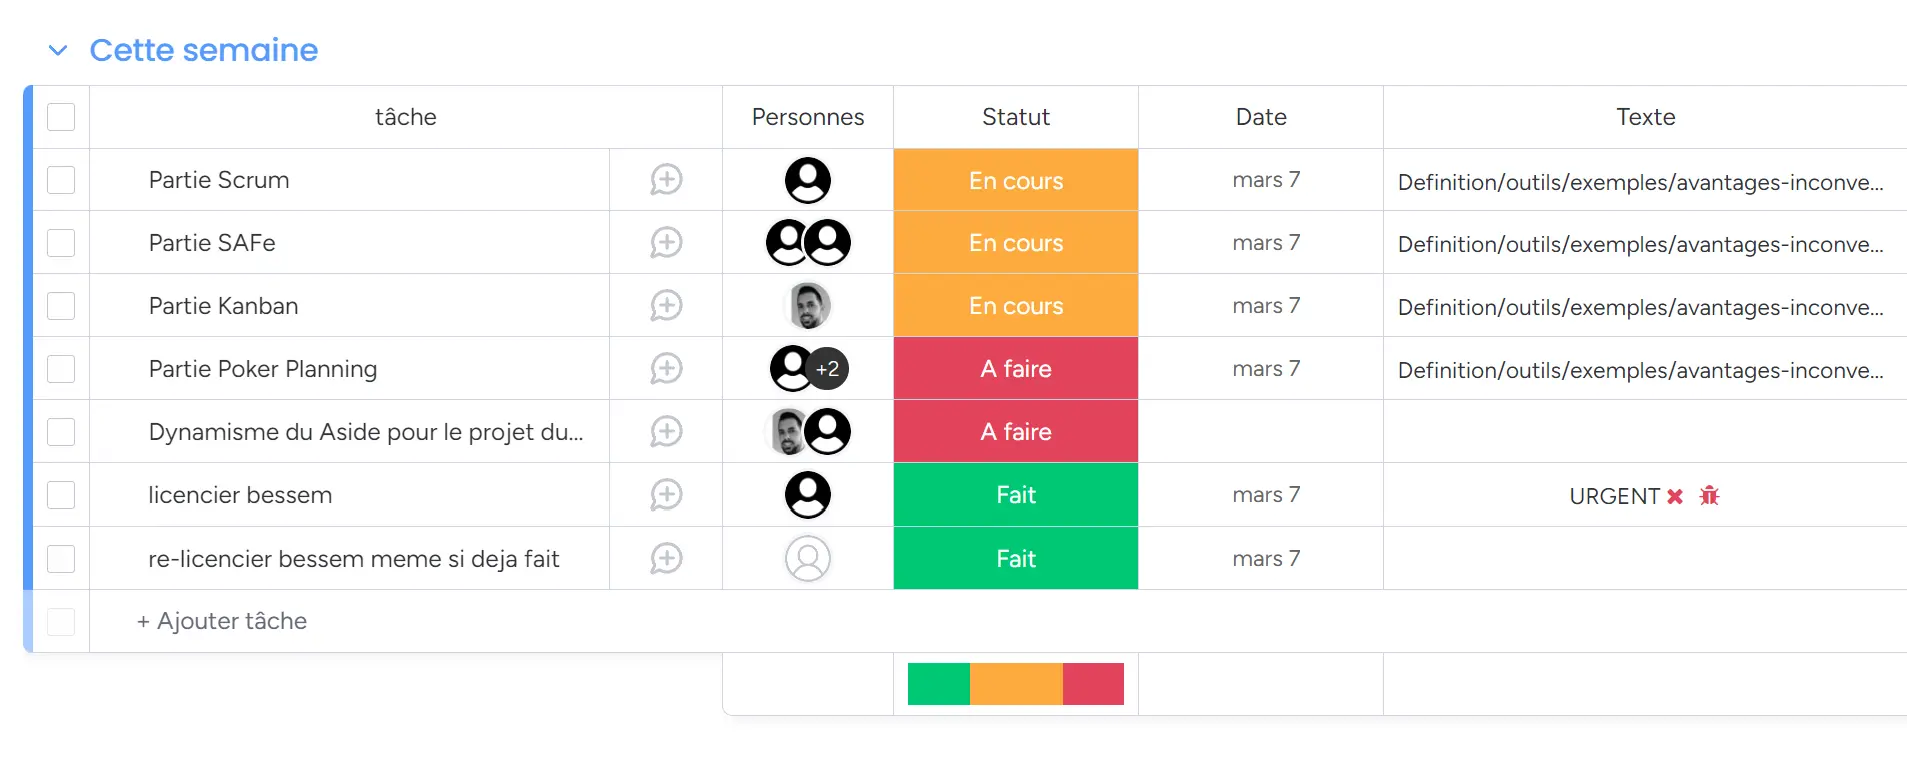 Cette semaine
tâche Personnes Statut Date Texte
Partie Scrum En cours mars 7 Definition/outils/exemples/avantages-inconve...
Partie SAFe En cours mars 7 Definition/outils/exemples/avantages-inconve...
Partie Kanban En cours mars 7 Definition/outils/exemples/avantages-inconve...
Partie Poker Planning +2 A faire mars 7 Definition/outils/exemples/avantages-inconve...
Dynamisme du Aside pour le projet du... A faire
licencier bessem Fait mars 7 URGENT
re-licencier bessem meme si deja fait Fait mars 7
+ Ajouter tâche